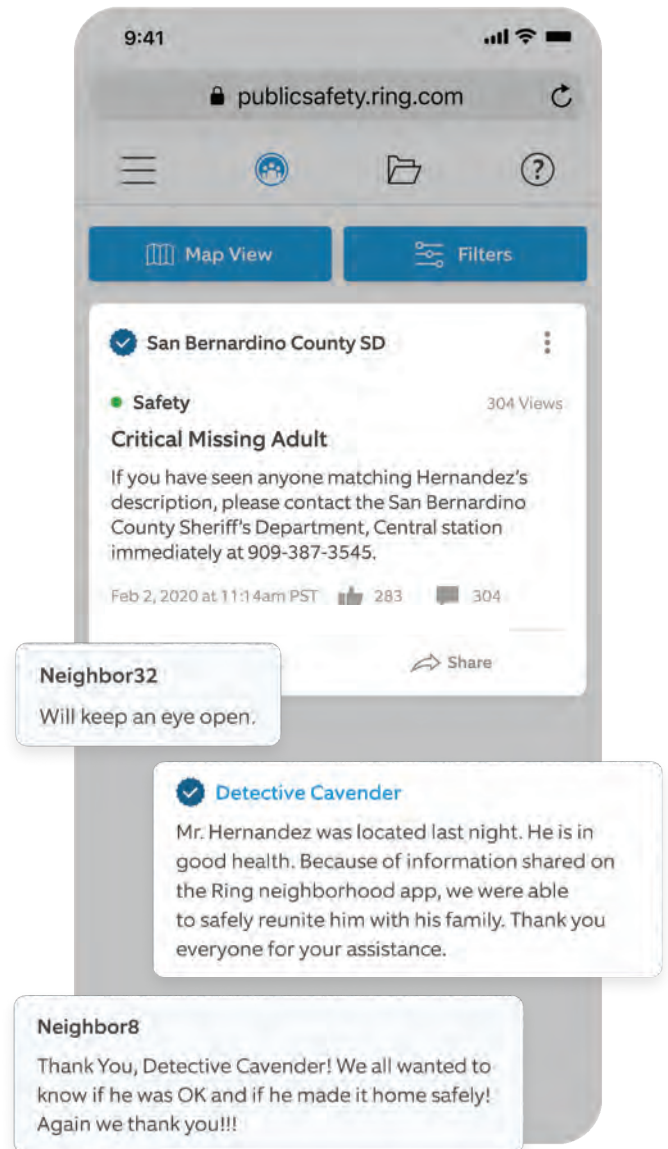 9:41
publicsafety.ring.com
?
Map View
Filters
San Bernardino County SD
Safety
304 Views
Critical Missing Adult
If you have seen anyone matching Hernandez's
description, please contact the San Bernardino
County Sheriff's Department, Central station
immediately at 909-387-3545.
Feb 2, 2020 at 11:14am PST 283 304
Share
Neighbor32
Will keep an eye open.
Detective Cavender
Mr. Hernandez was located last night. He is in
good health. Because of information shared on
the Ring neighborhood app, we were able
to safely reunite him with his family. Thank you
everyone for your assistance.
Neighbor8
Thank You, Detective Cavender! We all wanted to
know if he was OK and if he made it home safely!
Again we thank you!!!